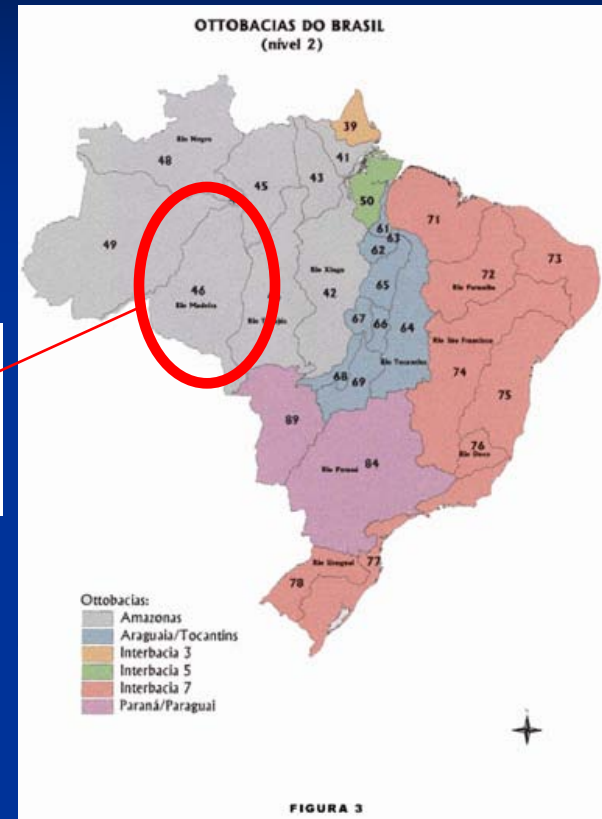 OTTOBACIAS DO BRASIL
(nível 2)
39
Rio Negro
41
48
45
43
50
71
61
63
62
73
49
72
Rio Xingu
46
42
65
Rio Parnaíba
Rio Madeira
67
66
64
Rio São Francisco
Rio Tocantins
74
75
68
69
89
76
Rio Doce
Rio Paraná 84
77
Rio Uruguai
78
Ottobacias:
Amazonas
Araguaia/Tocantins
Interbacia 3
Interbacia 5
Interbacia 7
Paraná/Paraguai
FIGURA 3